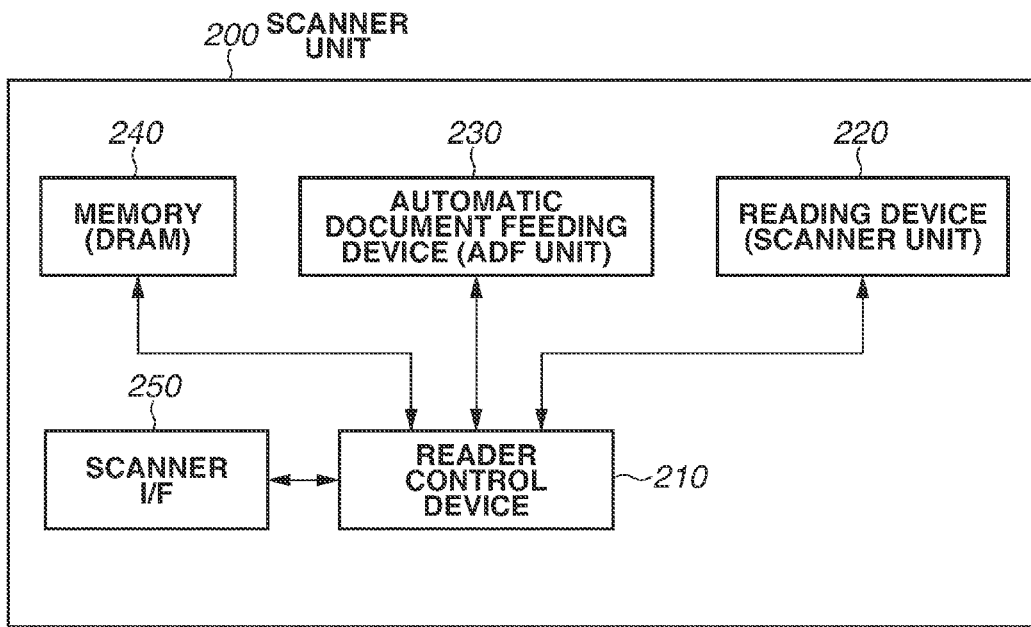 200 SCANNER
UNIT
240
230
220
MEMORY
(DRAM)
AUTOMATIC
DOCUMENT FEEDING
DEVICE (ADF UNIT)
READING DEVICE
(SCANNER UNIT)
250
SCANNER
I/F
READER
CONTROL
DEVICE
210